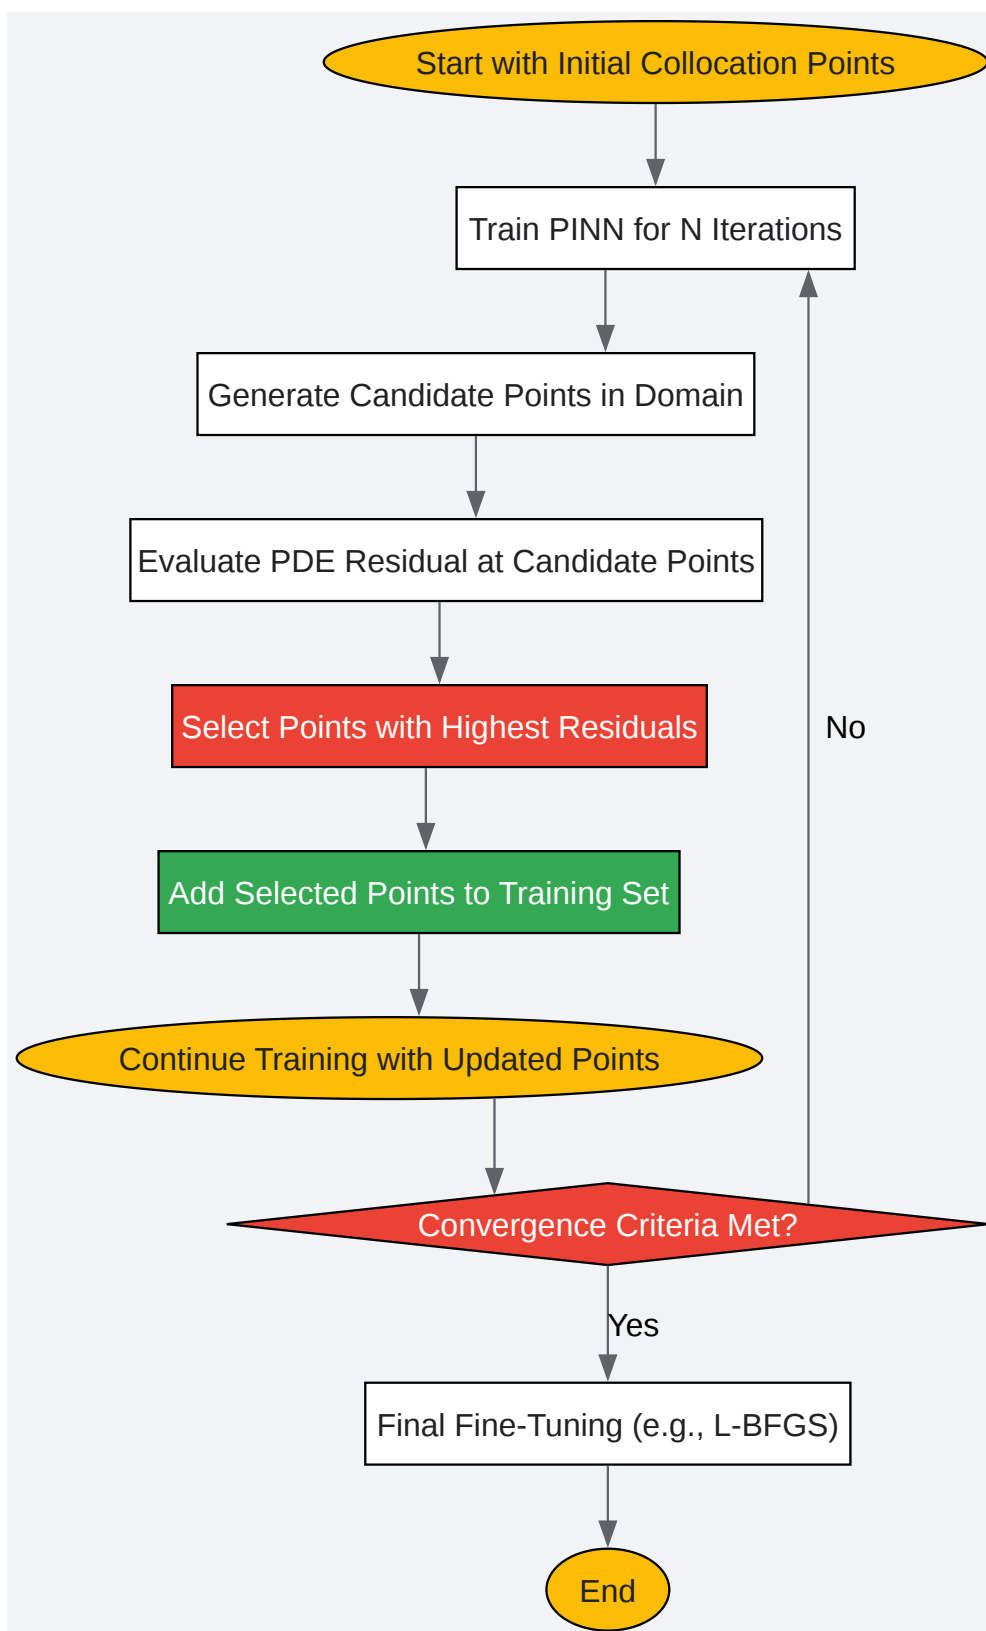 Start with Initial Collocation Points
Train PINN for N Iterations
Generate Candidate Points in Domain
Evaluate PDE Residual at Candidate Points
Select Points with Highest Residuals
No
Add Selected Points to Training Set
Continue Training with Updated Points
Convergence Criteria Met?
Yes
Final Fine-Tuning (e.g., L-BFGS)
End